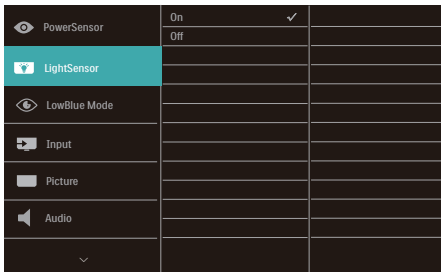 PowerSensor
LightSensor
LowBlue Mode
Input
Picture
Audio
On ✓
Off